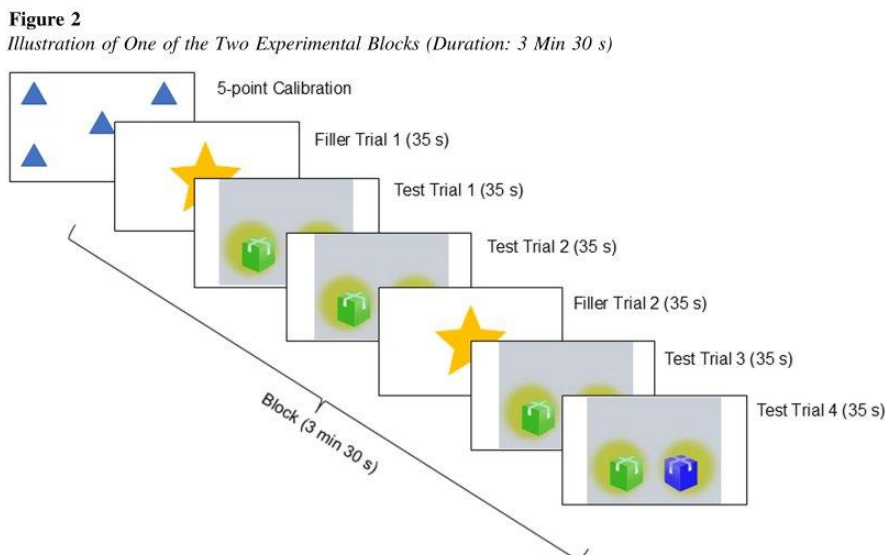 Figure 2
Illustration of One of the Two Experimental Blocks (Duration: 3 Min 30 s)
5-point Calibration
Filler Trial 1 (35 s)
Test Trial 1 (35 s)
Test Trial 2 (35 s)
Filler Trial 2 (35 s)
Test Trial 3 (35 s)
Test Trial 4 (35 s)
Block (3 min 30 s)